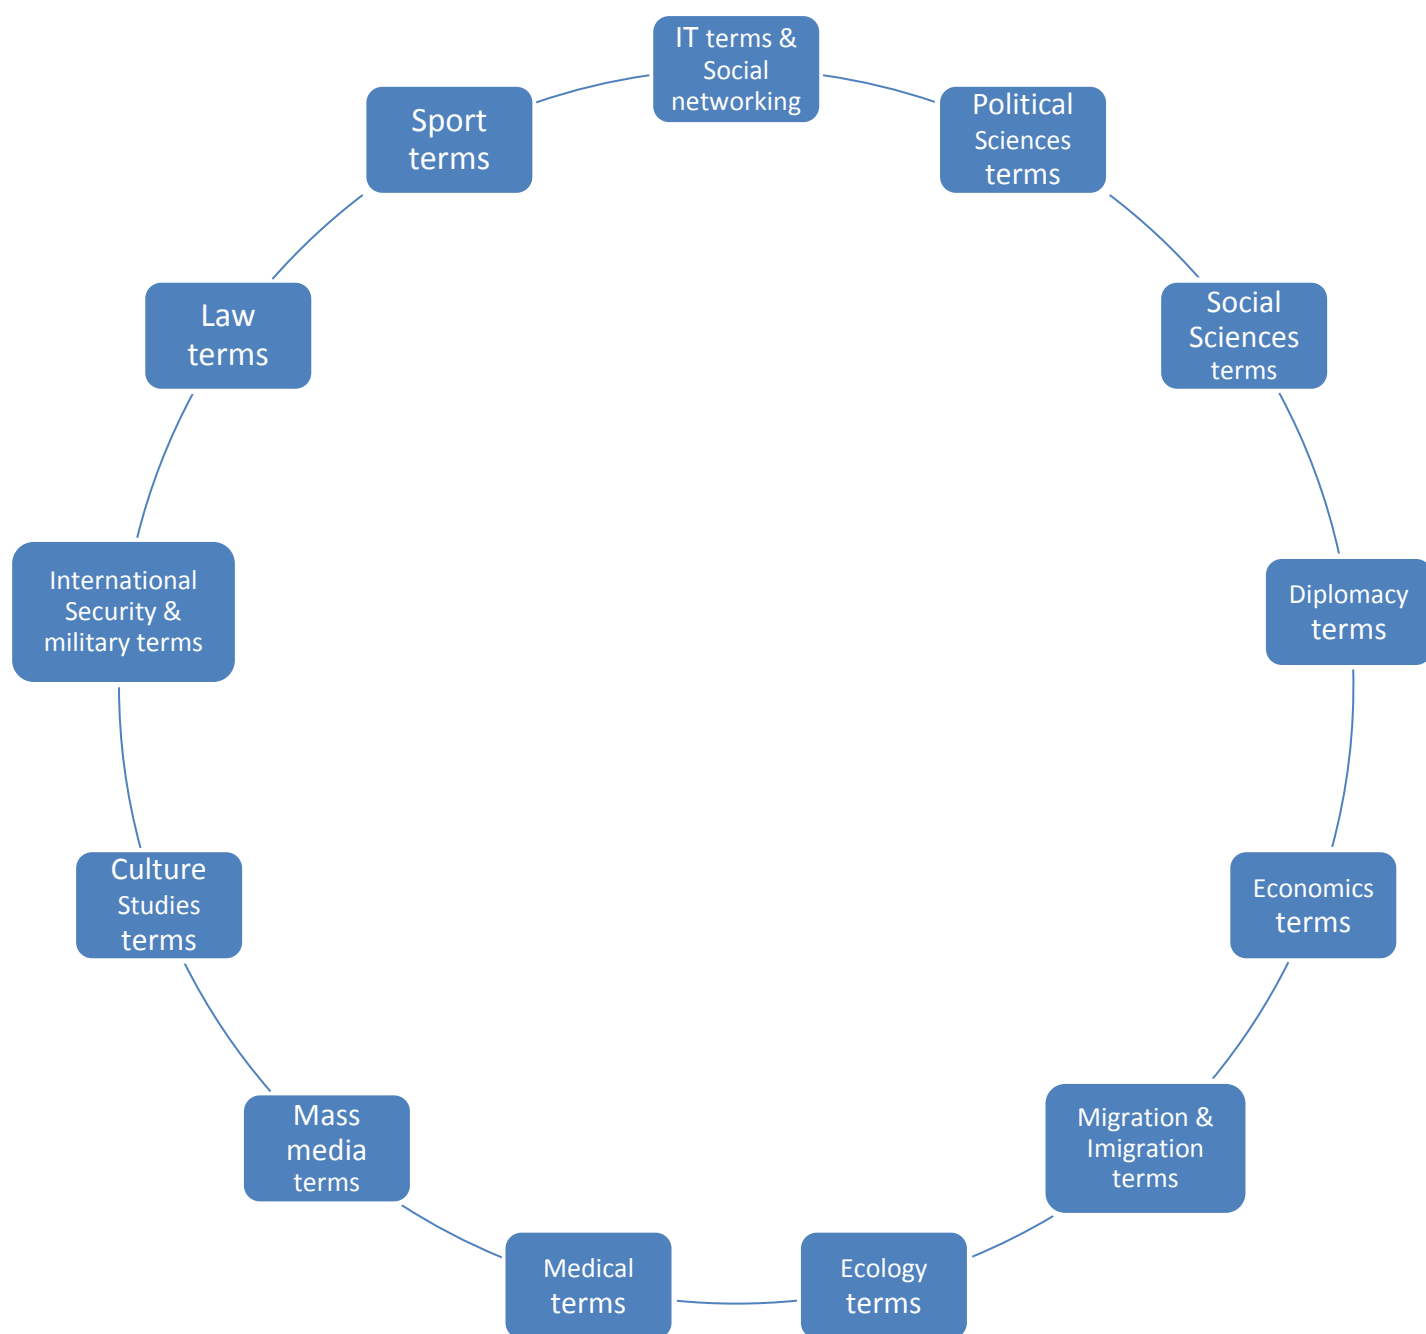 IT terms &
Social
networking
Political
Sciences
terms
Social
Sciences
terms
Diplomacy
terms
Economics
terms
Migration &
Imigration
terms
Ecology
terms
Medical
terms
Mass
media
terms
Culture
Studies
terms
International
Security &
military terms
Law
terms
Sport
terms